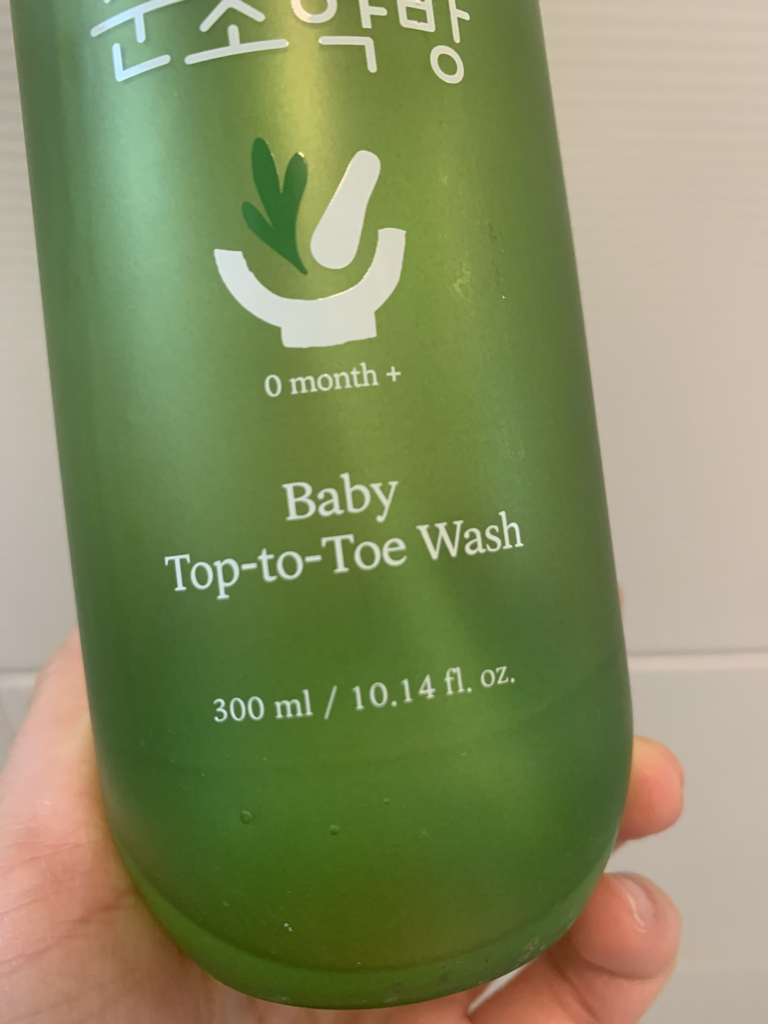 0 month +
Baby
Top-to-Toe Wash
300 ml / 10.14 fl. oz.